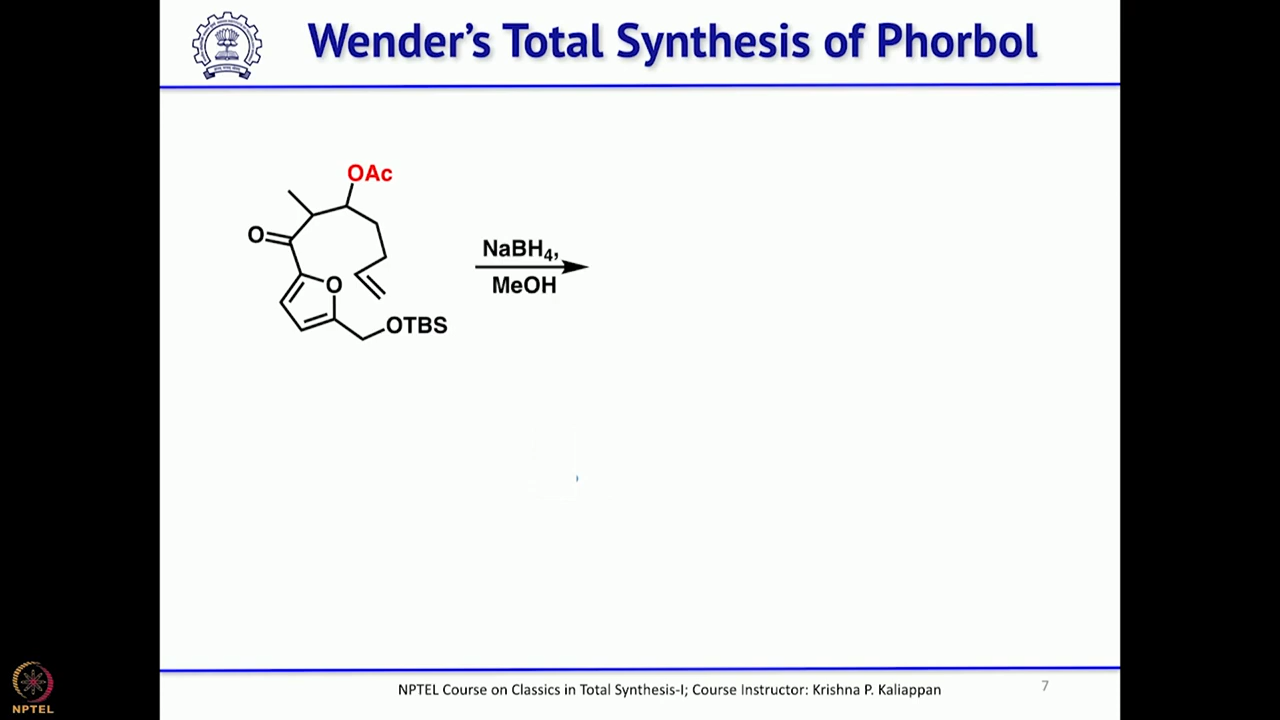 Wender's Total Synthesis of Phorbol
OAc
O
O
OTBS
NaBH4,
MeOH
NPTEL Course on Classics in Total Synthesis-I; Course Instructor: Krishna P. Kaliappan
7
NPTEL